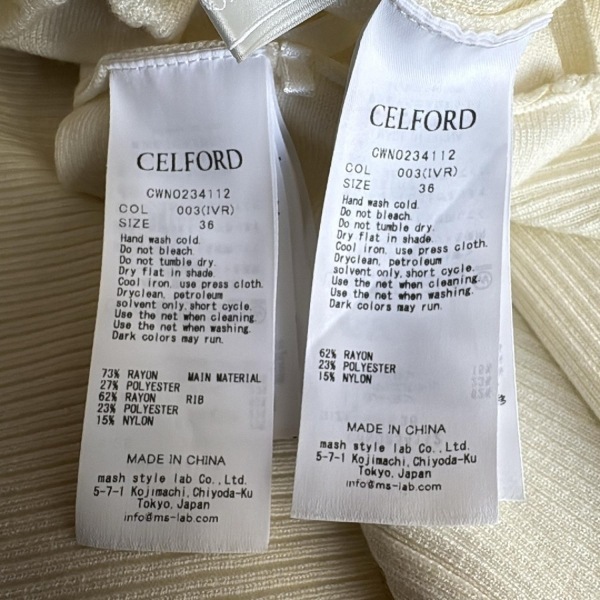 CELFORD
CWNO234112
COL 003(IVR)
SIZE 36
Hand wash cold.
Do not bleach.
Do not tumble dry.
Dry flat in shade.
Cool iron, use press cloth.
Dryclean, petroleum
solvent only,short cycle.
Use the net when cleaning.
Use the net when washing.
Dark colors may run.
73% RAYON MAIN MATERIAL
27% POLYESTER
62% RAYON RIB
23% POLYESTER
15% NYLON
MADE IN CHINA
mash style lab Co.,Ltd.
5-7-1 Kojimachi,Chiyoda-Ku
Tokyo,Japan
info@ms-lab.com
CELFORD
CWNO234112
COL 003(IVR)
SIZE 36
Hand wash cold.
Do not bleach.
Do not tumble dry.
Dry flat in shade.
Cool iron, use press cloth.
Dryclean, petroleum
solvent only,short cycle.
Use the net when cleaning.
Use the net when washing.
Dark colors may run.
62% RAYON
23% POLYESTER
15% NYLON
MADE IN CHINA
mash style lab Co.,Ltd.
5-7-1 Kojimachi,Chiyoda-Ku
Tokyo,Japan
info@ms-lab.com